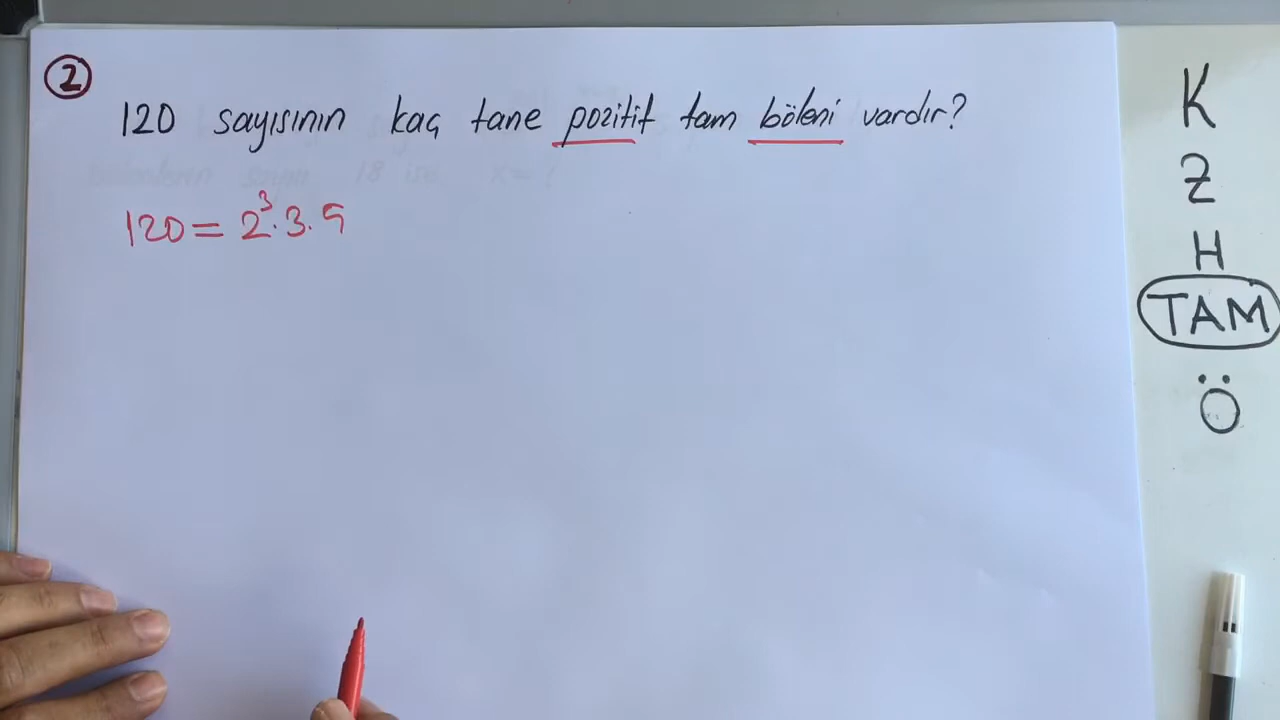 2
120 sayısının kaç tane pozitif tam böleni vardır?
120 = 2³.3.5
K
Z
H
TAM
Ö